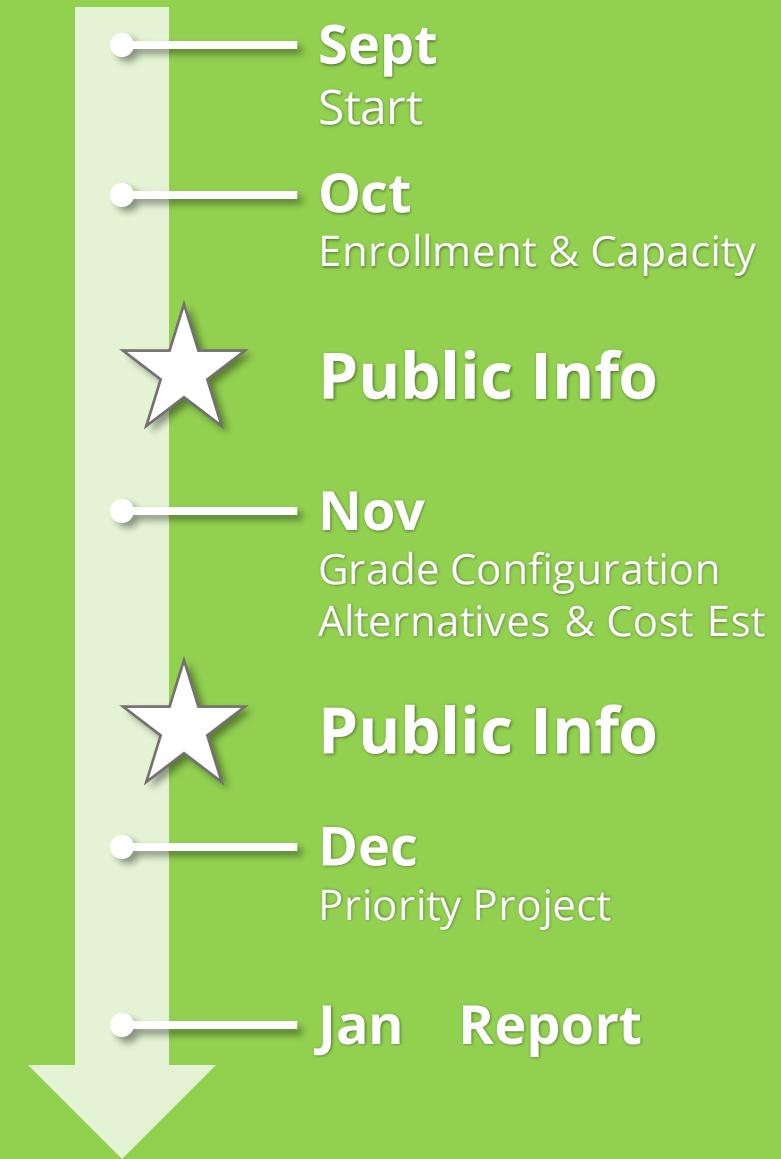 Sept
Start
Oct
Enrollment & Capacity
Public Info
Nov
Grade Configuration
Alternatives & Cost Est
Public Info
Dec
Priority Project
Jan Report